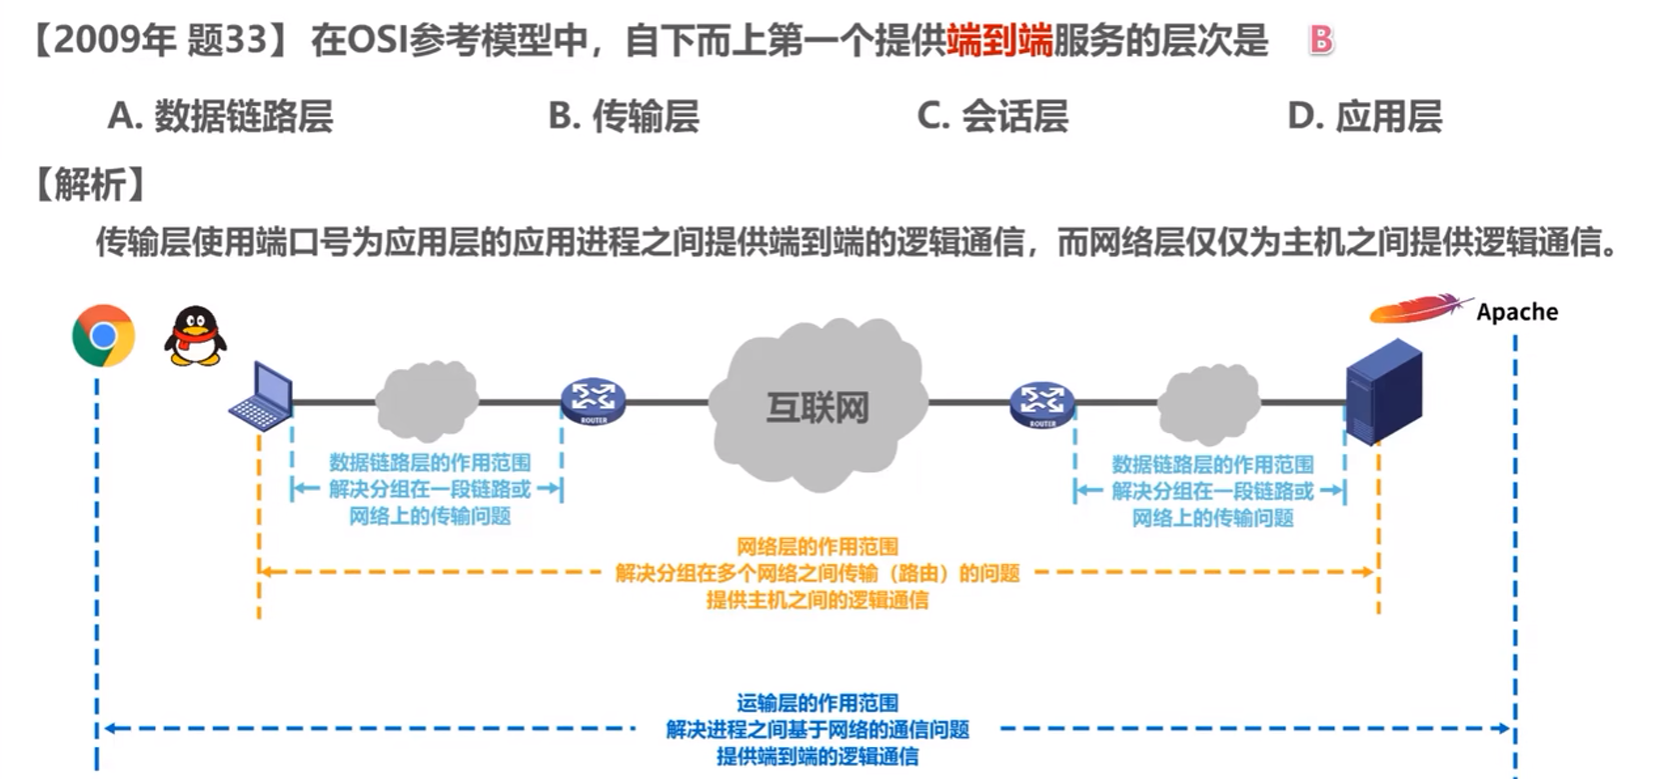 【2009年 题33】 在OSI参考模型中，自下而上第一个提供端到端服务的层次是 B
A. 数据链路层 B. 传输层 C. 会话层 D. 应用层
【解析】
传输层使用端口号为应用层的应用进程之间提供端到端的逻辑通信，而网络层仅仅为主机之间提供逻辑通信。
Apache
互联网
ROUTER
ROUTER
数据链路层的作用范围
解决分组在一段链路或
网络上的传输问题
数据链路层的作用范围
解决分组在一段链路或
网络上的传输问题
网络层的作用范围
解决分组在多个网络之间传输（路由）的问题
提供主机之间的逻辑通信
运输层的作用范围
解决进程之间基于网络的通信问题
提供端到端的逻辑通信